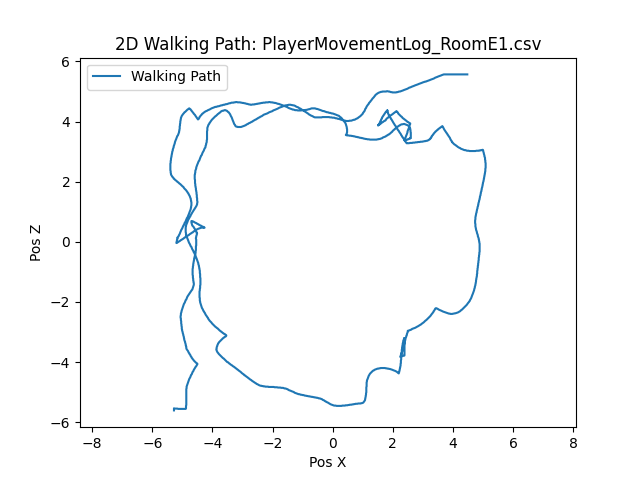 2D Walking Path: PlayerMovementLog_RoomE1.csv
Walking Path
6
4
2
0
−2
−4
−6
Pos Z
−8 −6 −4 −2 0 2 4 6 8
Pos X